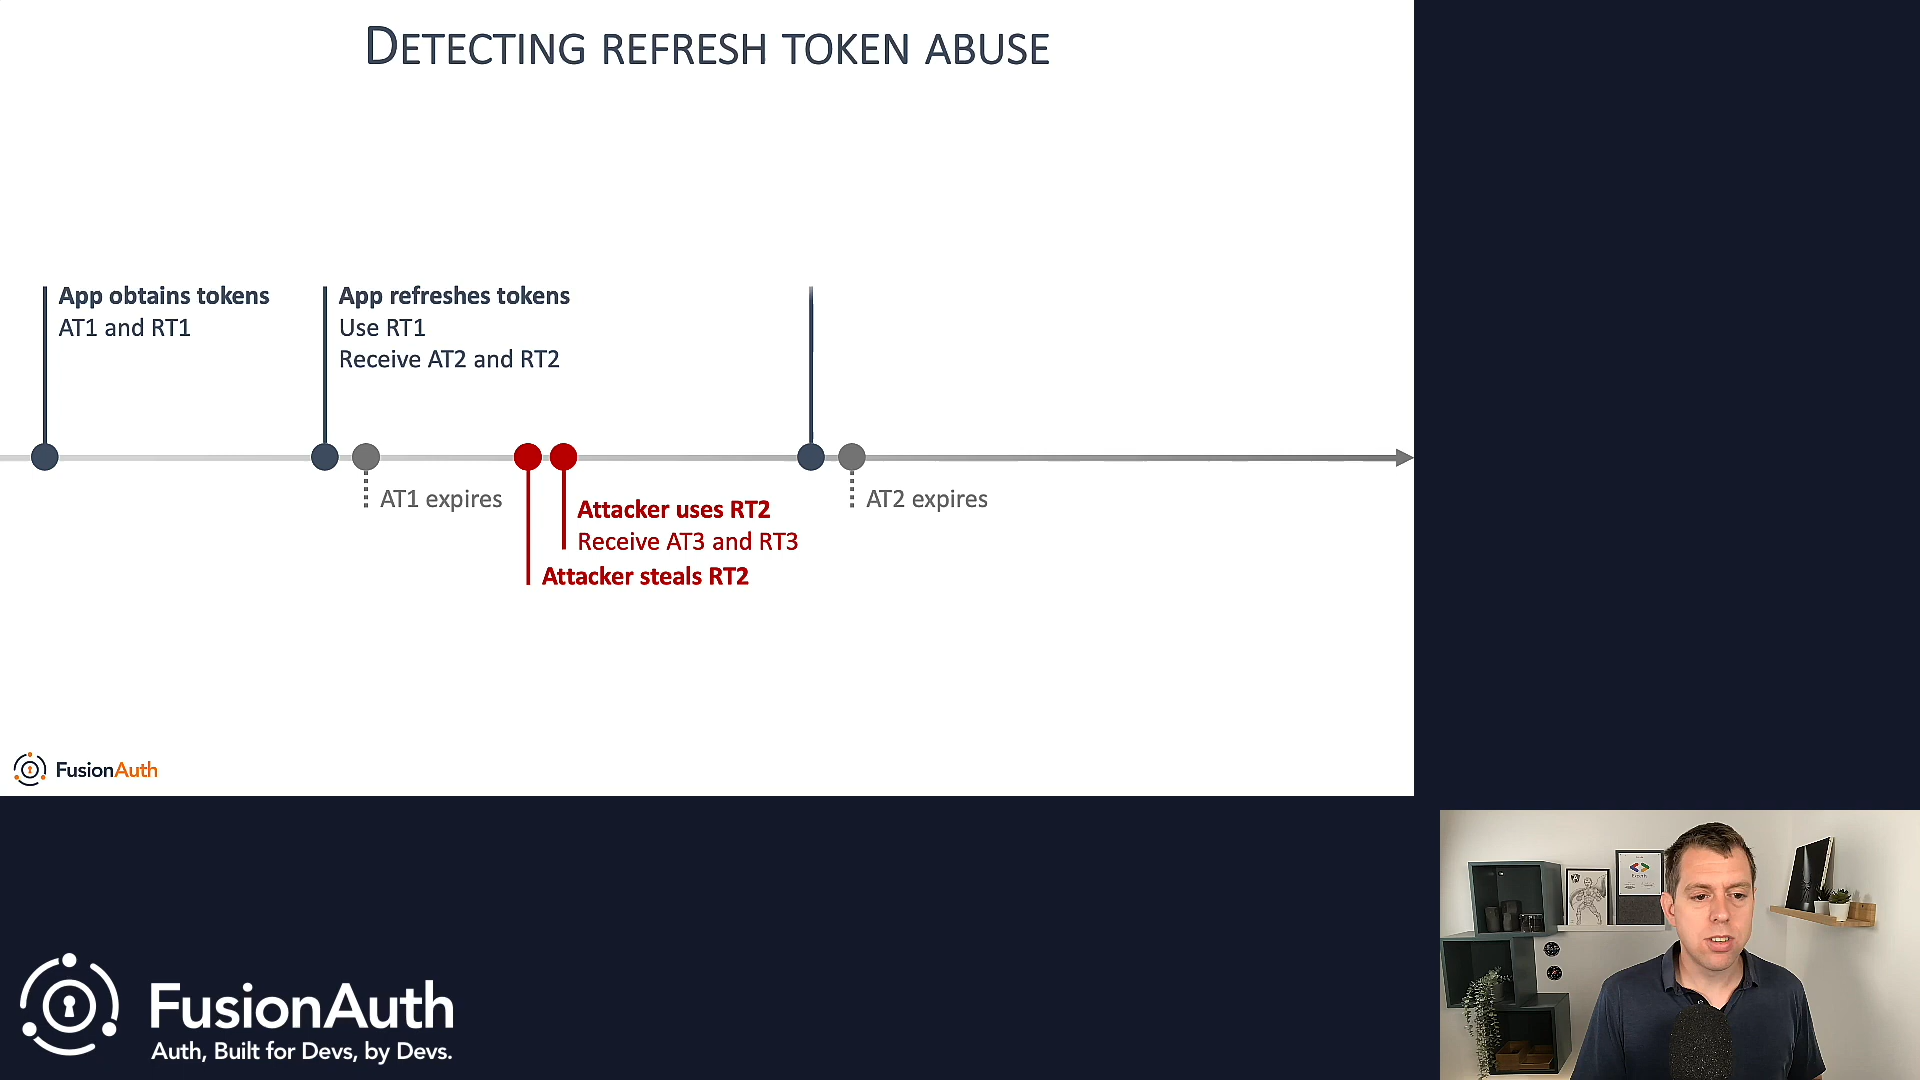 DETECTING REFRESH TOKEN ABUSE
App obtains tokens
AT1 and RT1
App refreshes tokens
Use RT1
Receive AT2 and RT2
AT1 expires
Attacker uses RT2
Receive AT3 and RT3
Attacker steals RT2
AT2 expires
FusionAuth
FusionAuth
Auth, Built for Devs, by Devs.
Experts